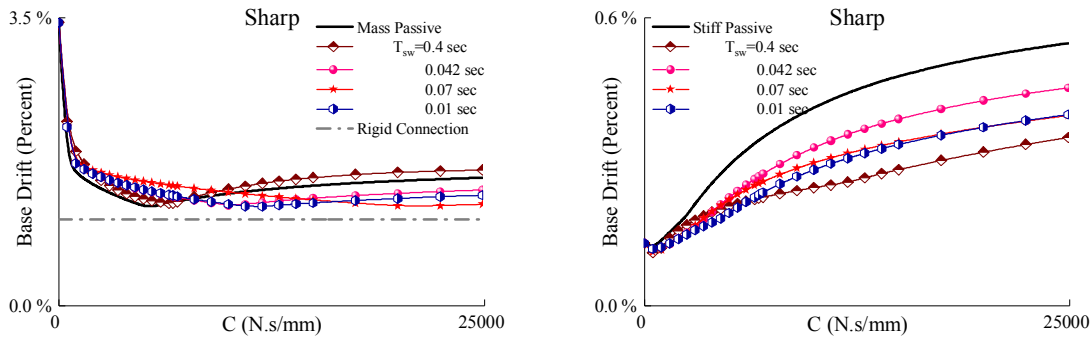 3.5 %
Sharp
Mass Passive
T_sw=0.4 sec
0.042 sec
0.07 sec
0.01 sec
Rigid Connection
Base Drift (Percent)
0.0 %
0
C (N.s/mm)
25000
0.6 %
Sharp
Stiff Passive
T_sw=0.4 sec
0.042 sec
0.07 sec
0.01 sec
Base Drift (Percent)
0.0 %
0
C (N.s/mm)
25000